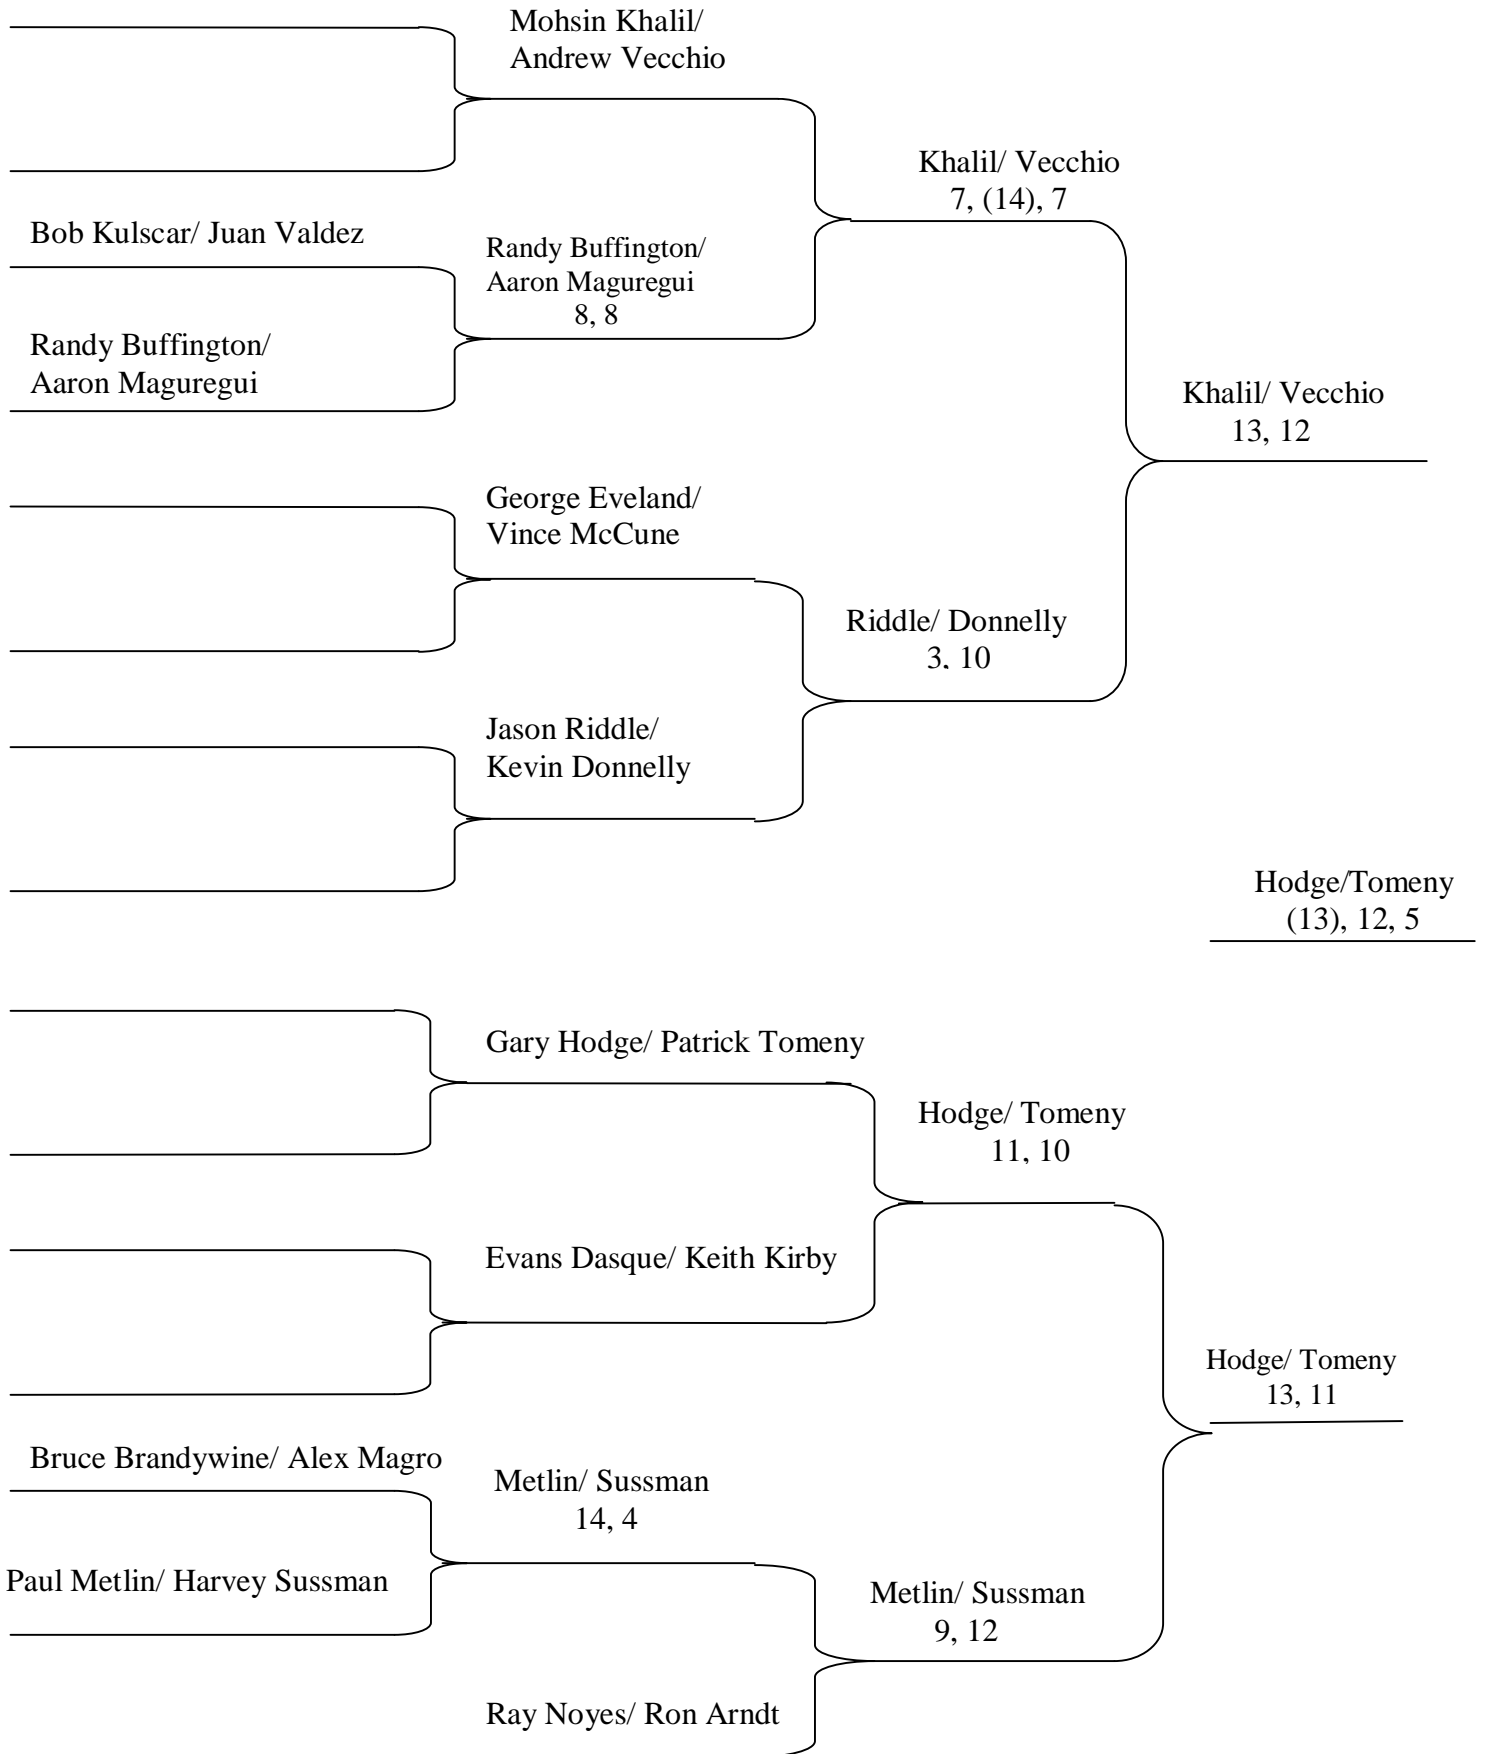 Mohsin Khalil/
Andrew Vecchio
Khalil/ Vecchio
7, (14), 7
Bob Kulscar/ Juan Valdez
Randy Buffington/
Aaron Maguregui
8, 8
Randy Buffington/
Aaron Maguregui
Khalil/ Vecchio
13, 12
George Eveland/
Vince McCune
Riddle/ Donnelly
3, 10
Jason Riddle/
Kevin Donnelly
Hodge/Tomeny
(13), 12, 5
Gary Hodge/ Patrick Tomeny
Hodge/ Tomeny
11, 10
Evans Dasque/ Keith Kirby
Hodge/ Tomeny
13, 11
Bruce Brandywine/ Alex Magro
Metlin/ Sussman
14, 4
Paul Metlin/ Harvey Sussman
Metlin/ Sussman
9, 12
Ray Noyes/ Ron Arndt